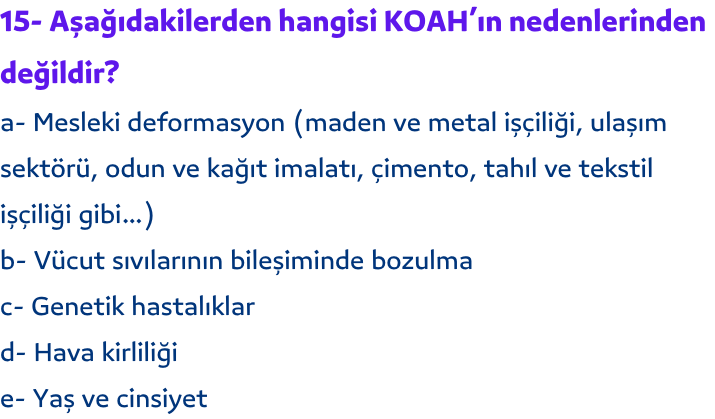 15- Aşağıdakilerden hangisi KOAH’ın nedenlerinden
değildir?
a- Mesleki deformasyon (maden ve metal işçiliği, ulaşım
sektörü, odun ve kağıt imalatı, çimento, tahıl ve tekstil
işçiliği gibi…)
b- Vücut sıvılarının bileşiminde bozulma
c- Genetik hastalıklar
d- Hava kirliliği
e- Yaş ve cinsiyet